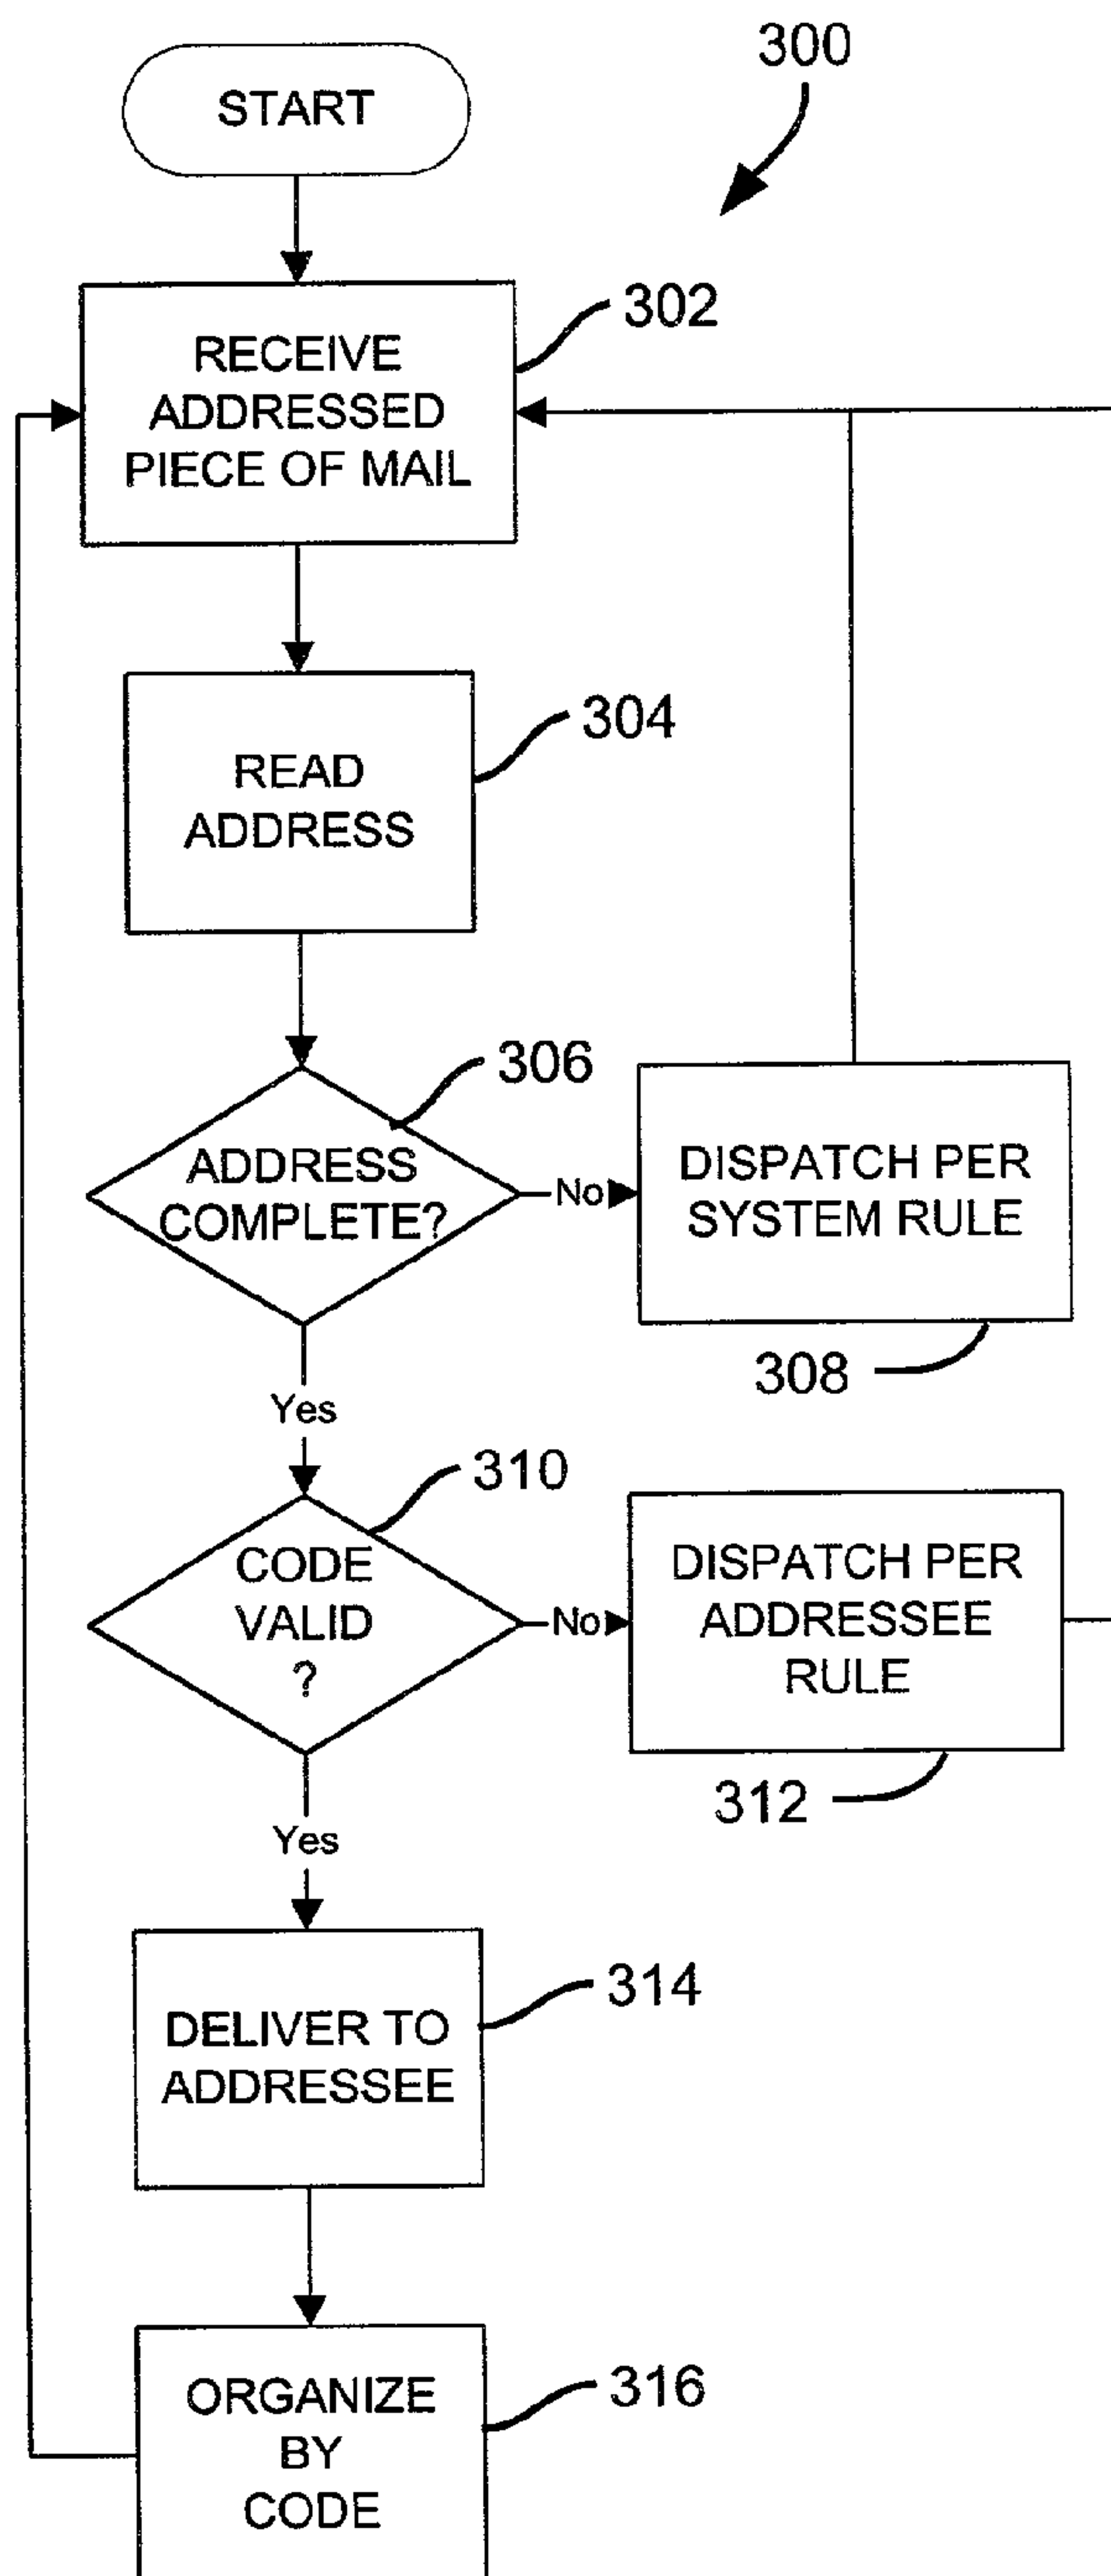 START
300
302
RECEIVE
ADDRESSED
PIECE OF MAIL
304
READ
ADDRESS
306
ADDRESS
COMPLETE?
No
DISPATCH PER
SYSTEM RULE
308
Yes
310
CODE
VALID
?
No
DISPATCH PER
ADDRESSEE
RULE
312
Yes
314
DELIVER TO
ADDRESSEE
316
ORGANIZE
BY
CODE